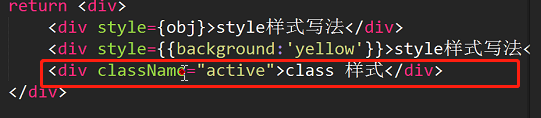 return <div>
<div style={obj}>style样式写法</div>
<div style={{background:'yellow'}}>style样式写法<
<div className="active">class 样式</div>
</div>